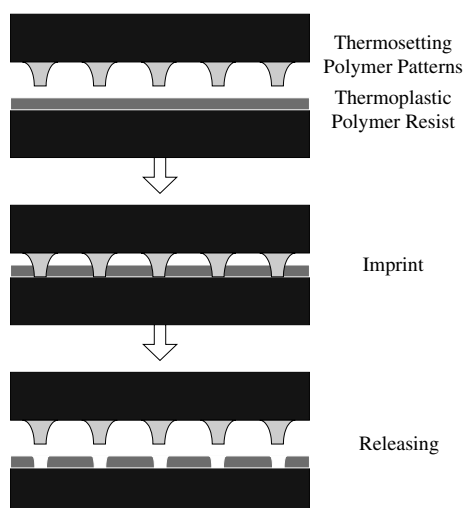 Thermosetting
Polymer Patterns
Thermoplastic
Polymer Resist
Imprint
Releasing